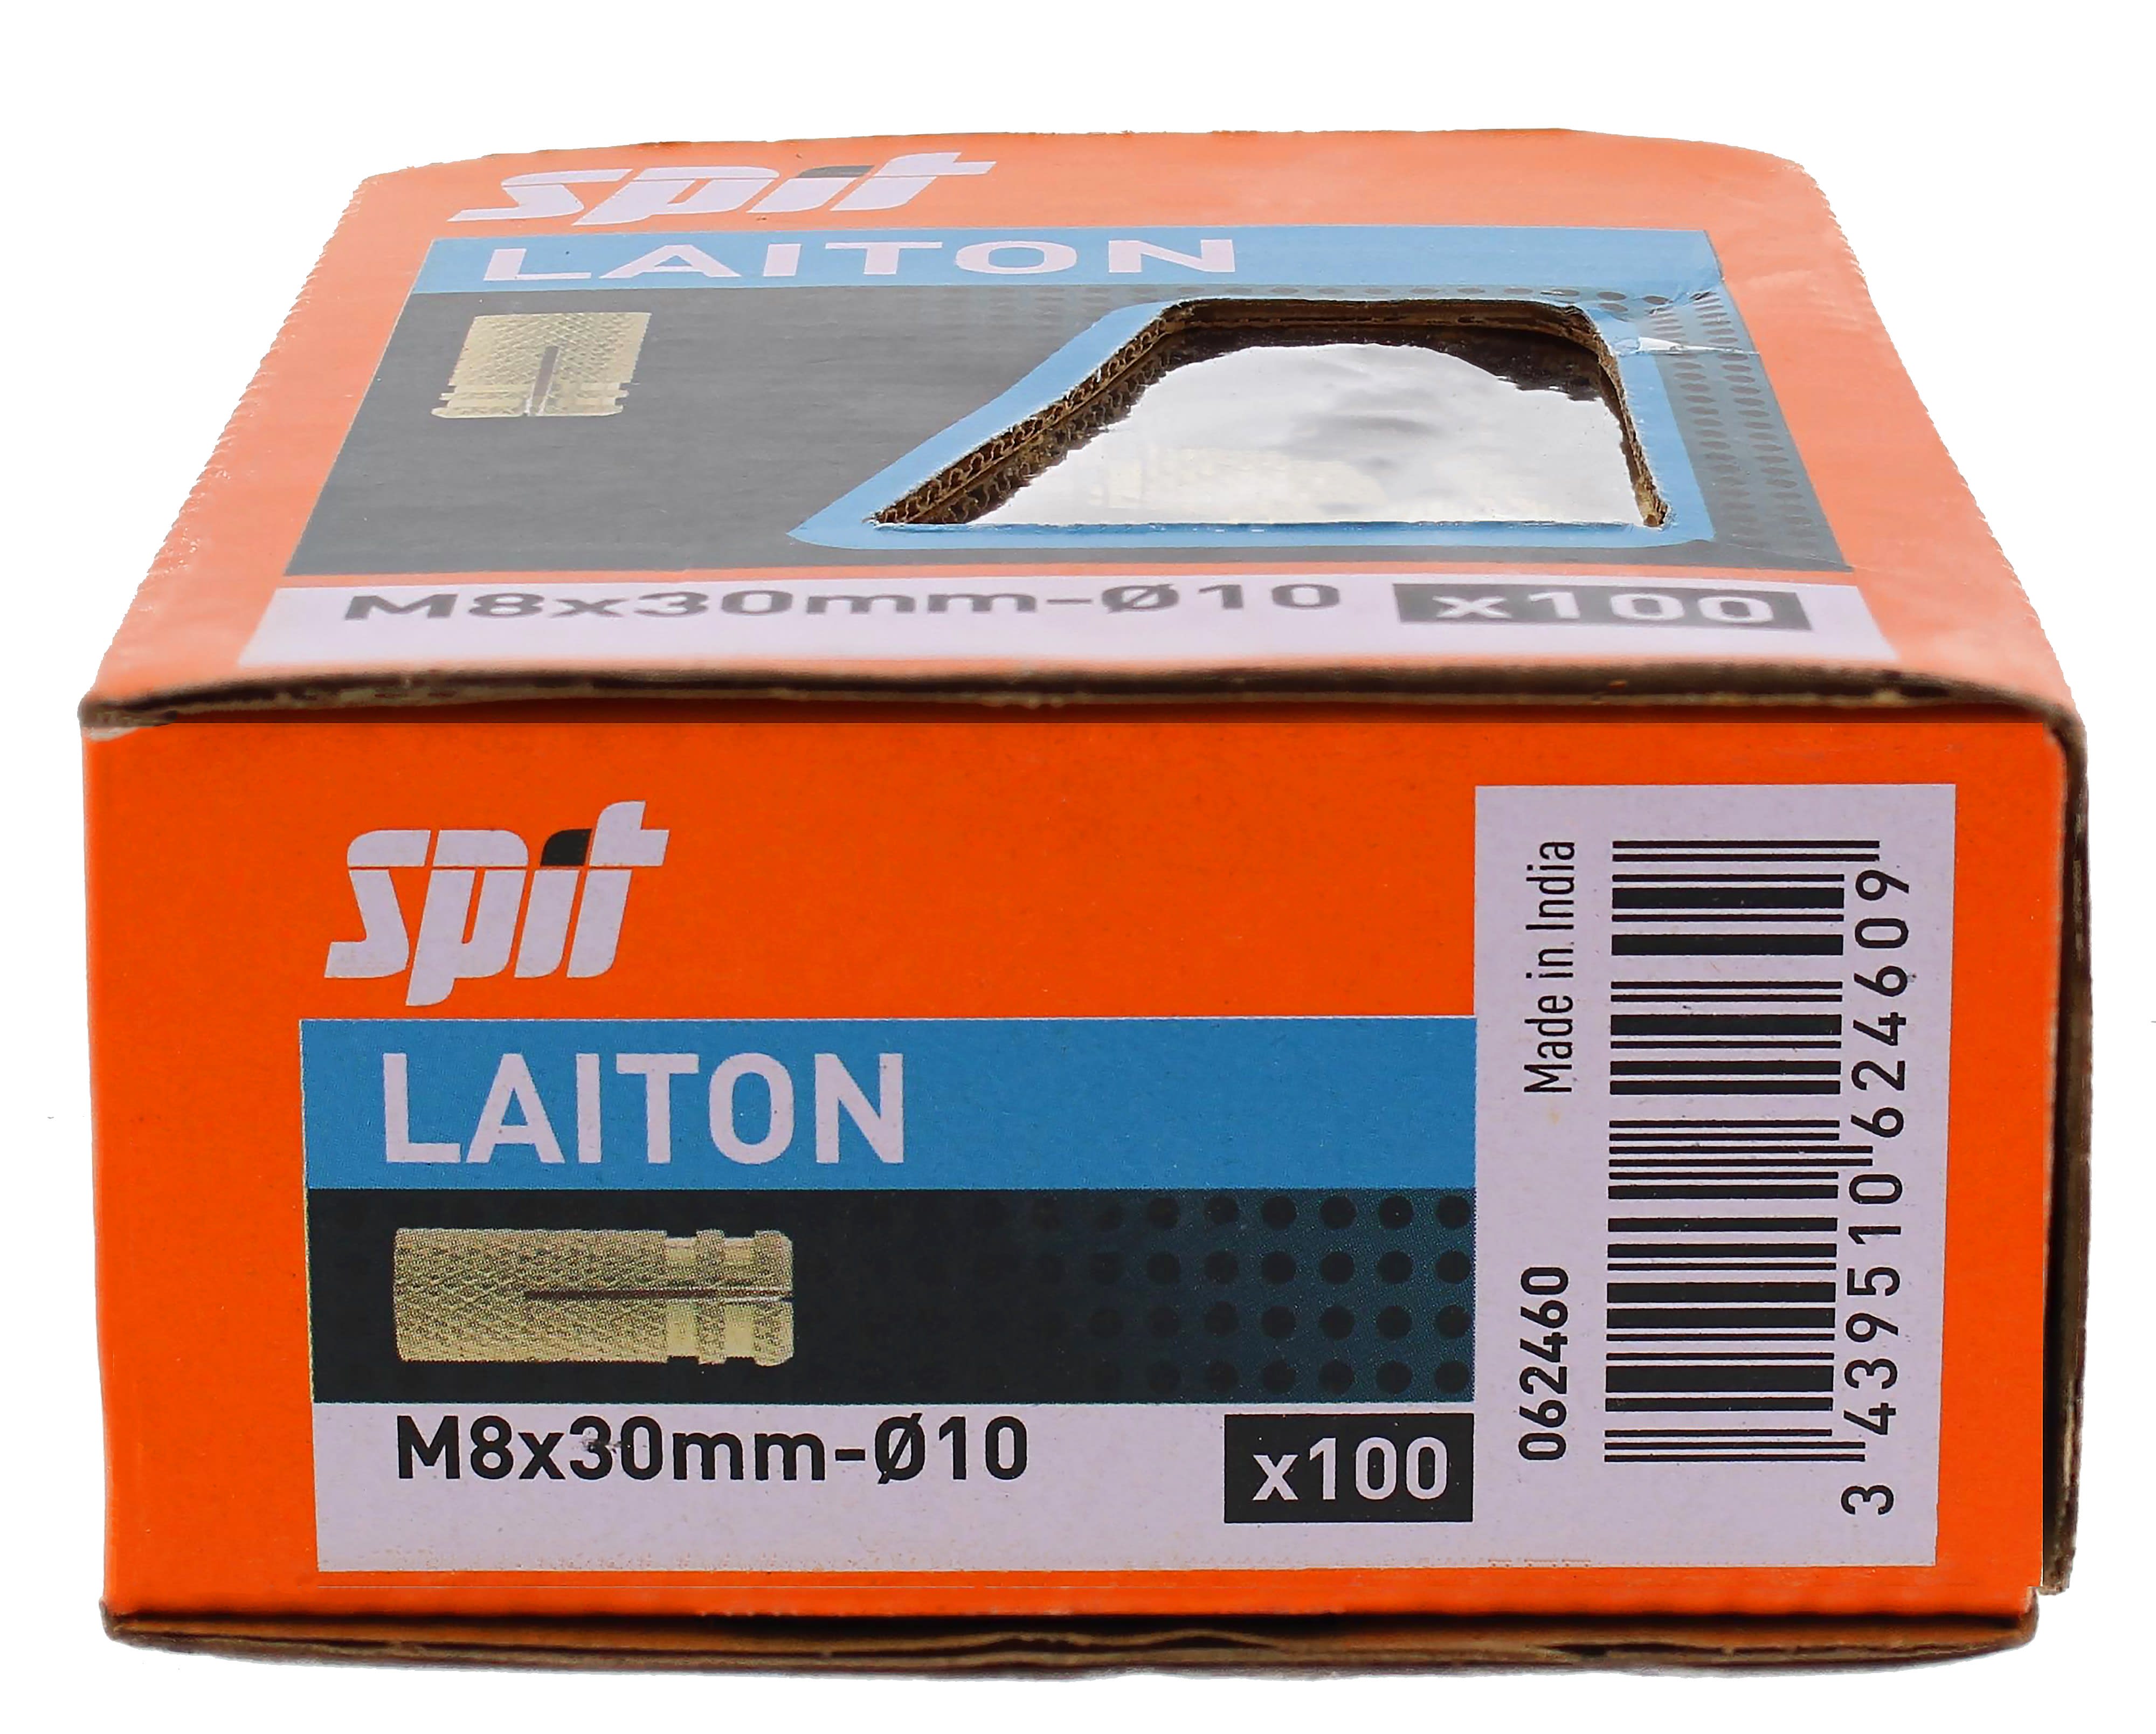 spit
LAITON
M8x30mm-Ø10 x100
spit
LAITON
M8x30mm-Ø10
x100
Made in India
062460
3 439510 624609